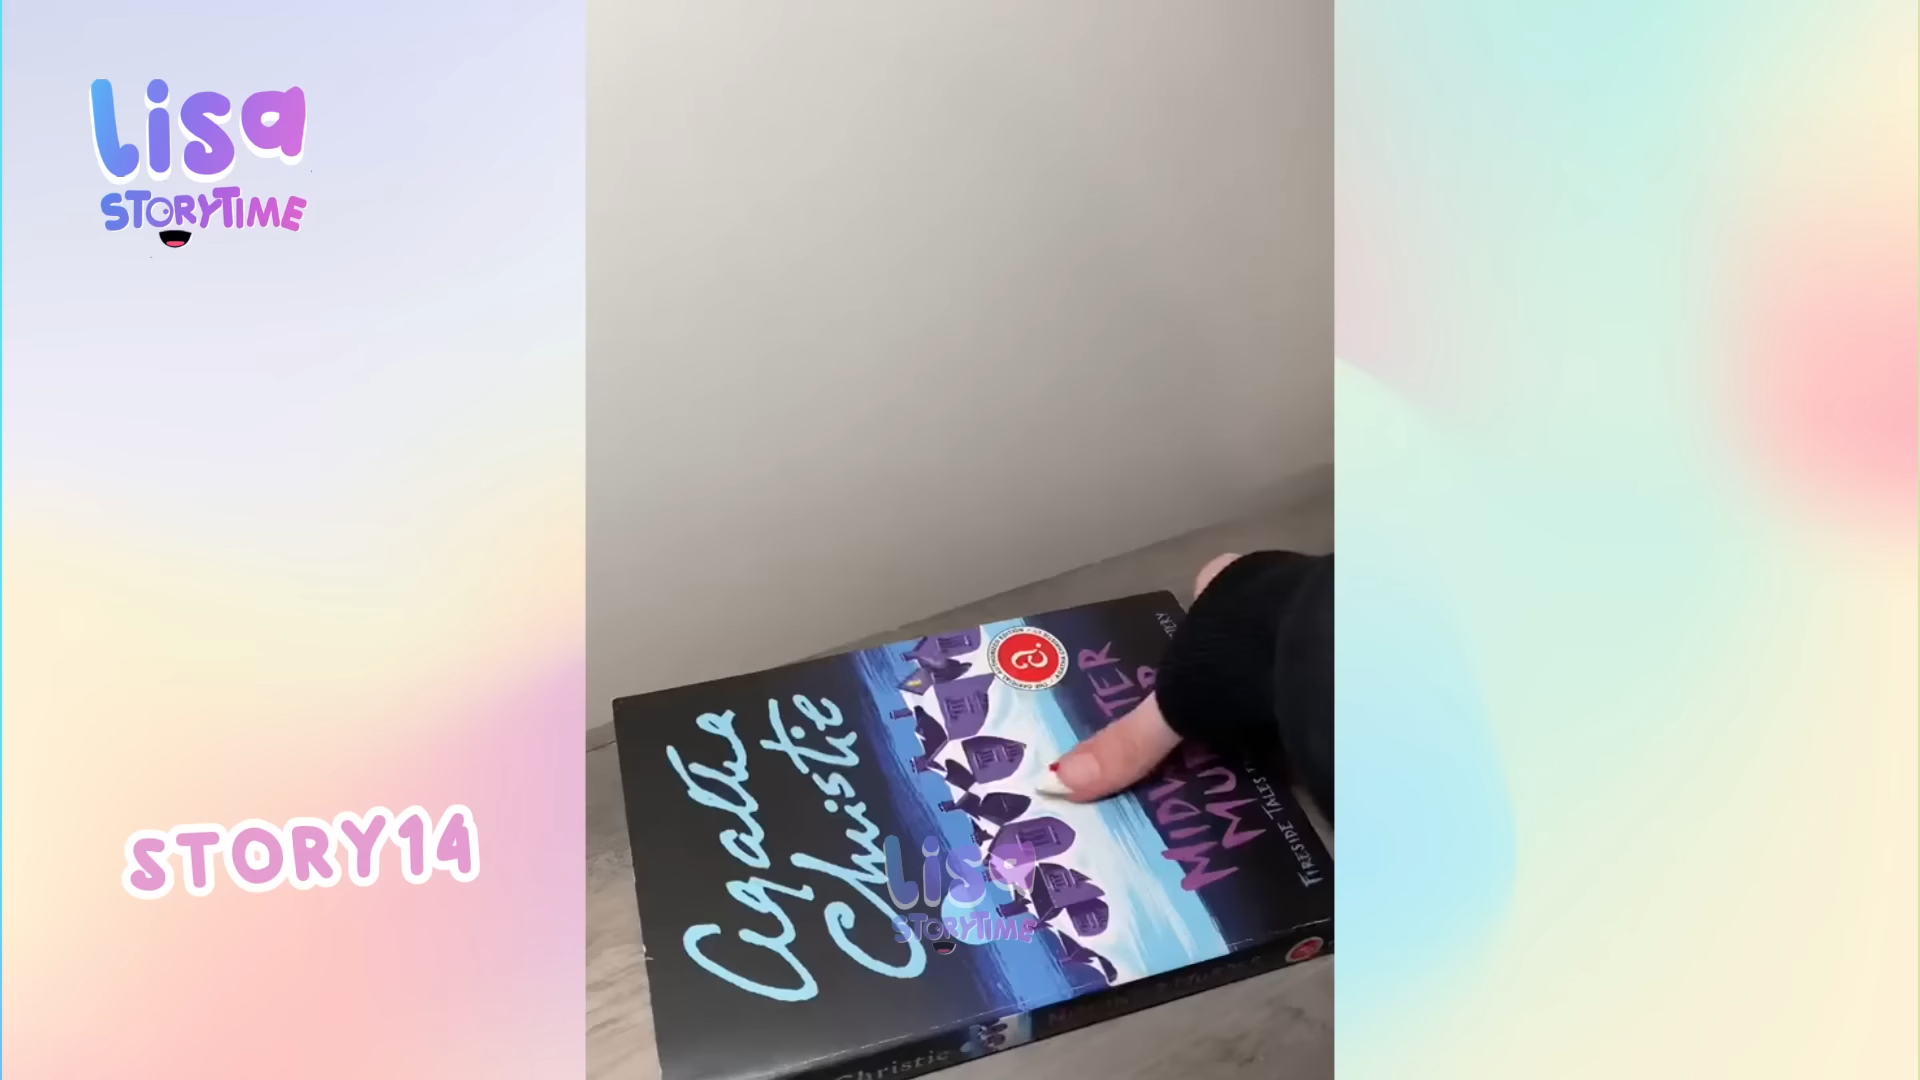 Lisa
STORYTIME
STORY14
Agatha
Christie
MIDW
TER
MU
FIRESIDE TALES
Lisa
STORYTIME
Christie